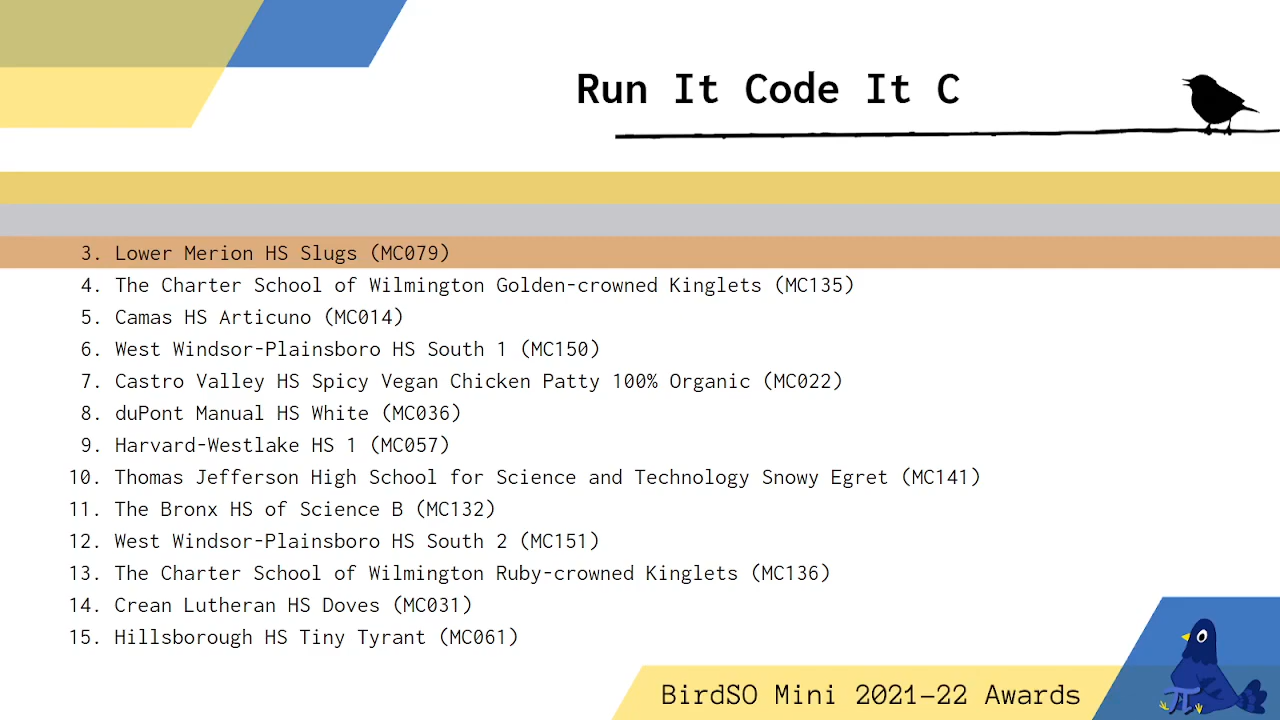 Run It Code It C
3. Lower Merion HS Slugs (MC079)
4. The Charter School of Wilmington Golden-crowned Kinglets (MC135)
5. Camas HS Articuno (MC014)
6. West Windsor-Plainsboro HS South 1 (MC150)
7. Castro Valley HS Spicy Vegan Chicken Patty 100% Organic (MC022)
8. duPont Manual HS White (MC036)
9. Harvard-Westlake HS 1 (MC057)
10. Thomas Jefferson High School for Science and Technology Snowy Egret (MC141)
11. The Bronx HS of Science B (MC132)
12. West Windsor-Plainsboro HS South 2 (MC151)
13. The Charter School of Wilmington Ruby-crowned Kinglets (MC136)
14. Crean Lutheran HS Doves (MC031)
15. Hillsborough HS Tiny Tyrant (MC061)
BirdSO Mini 2021–22 Awards